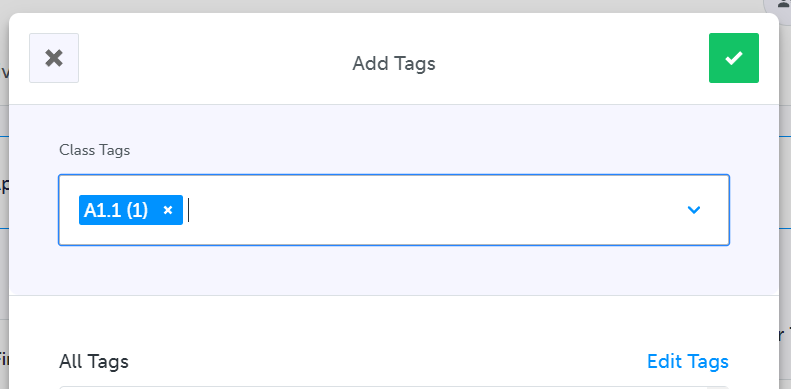 Add Tags
Class Tags
A1.1 (1) ×
All Tags
Edit Tags